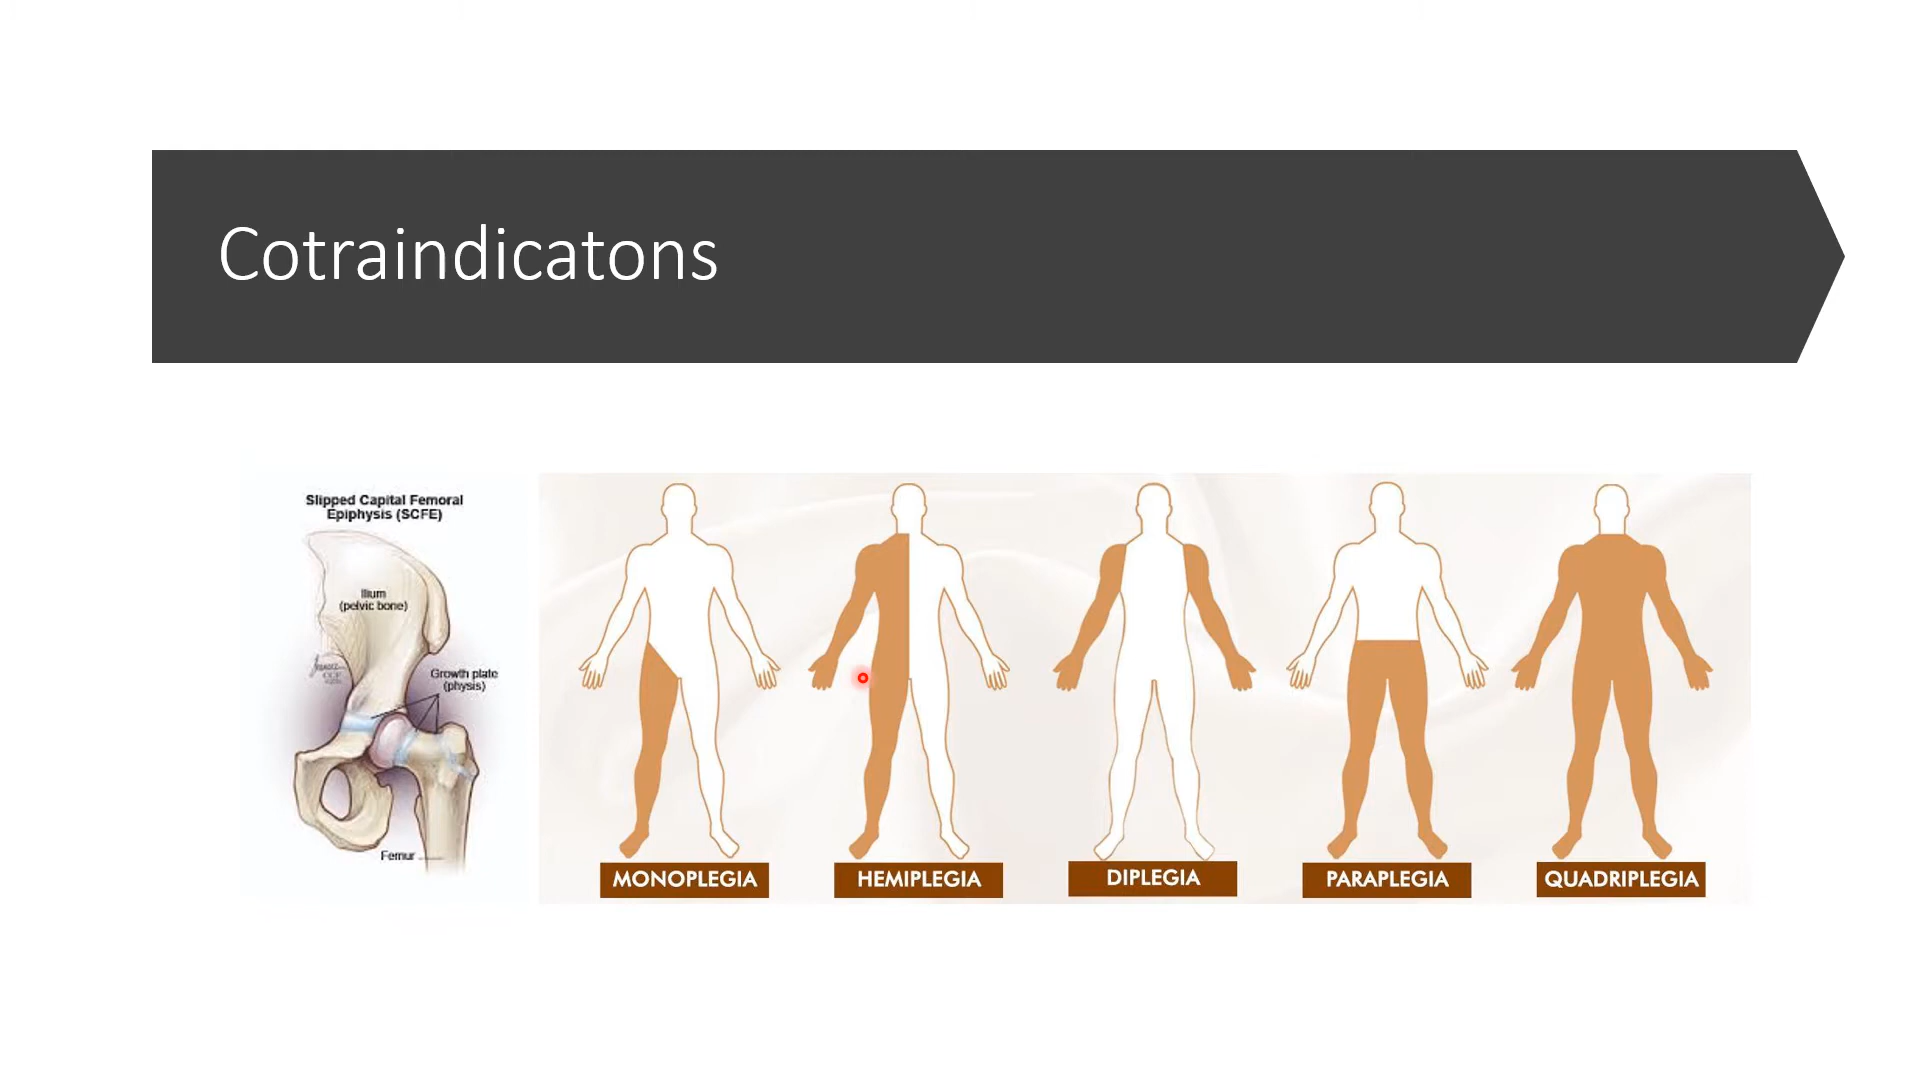 Cotraindicatons
Slipped Capital Femoral
Epiphysis (SCFE)
Ilium
(pelvic bone)
Growth plate
(physis)
Femur
MONOPLEGIA
HEMIPLEGIA
DIPLEGIA
PARAPLEGIA
QUADRIPLEGIA